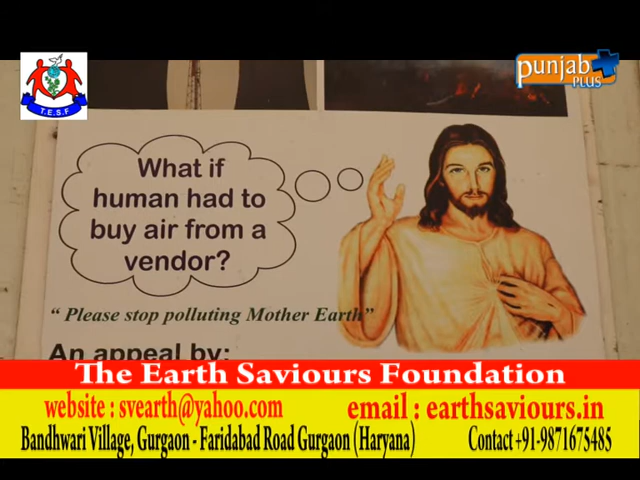 T.E.S.F
punjab
PLUS
What if
human had to
buy air from a
vendor?
“ Please stop polluting Mother Earth”
An appeal by:
The Earth Saviours Foundation
website : svearth@yahoo.com
email : earthsaviours.in
Bandhwari Village, Gurgaon - Faridabad Road Gurgaon (Haryana)
Contact +91-9871675485